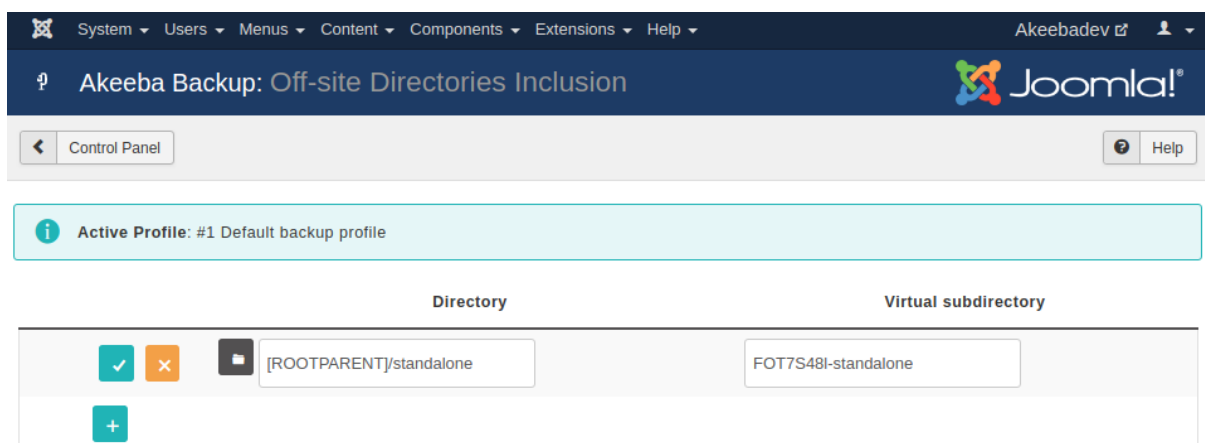 System Users Menus Content Components Extensions Help Akeebadev
Akeeba Backup: Off-site Directories Inclusion Joomla!®
Control Panel Help
Active Profile: #1 Default backup profile
Directory Virtual subdirectory
[ROOTPARENT]/standalone FOT7S48I-standalone